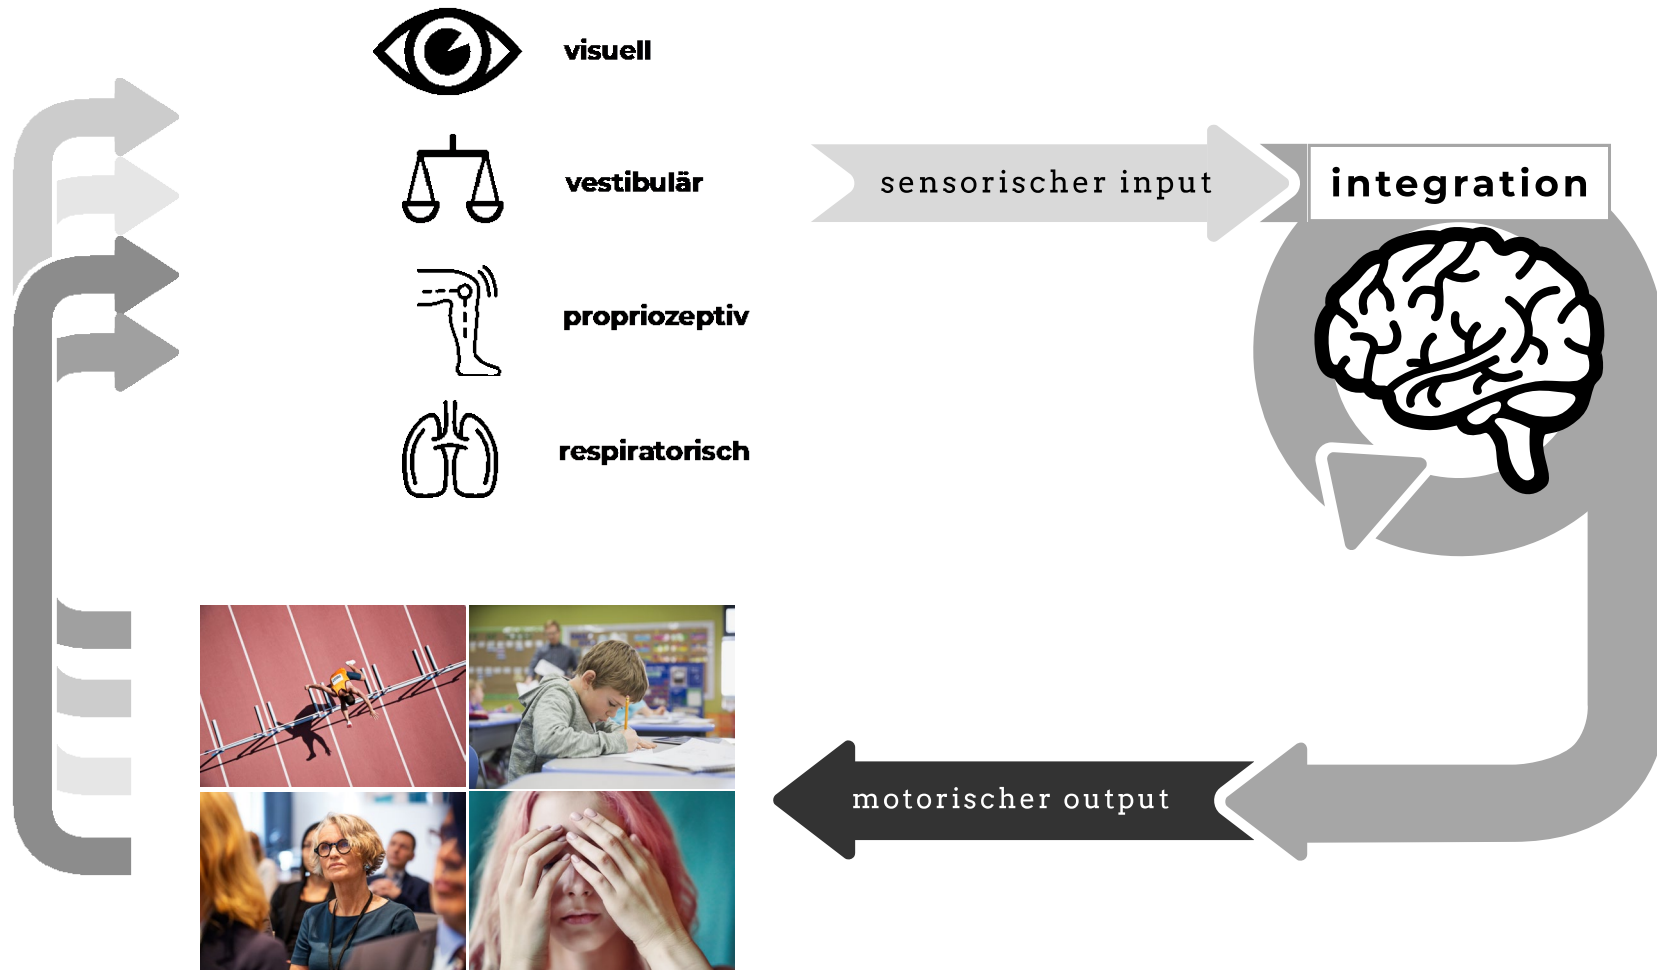 visuell
vestibulär
sensorischer input
integration
propriozeptiv
respiratorisch
motorischer output